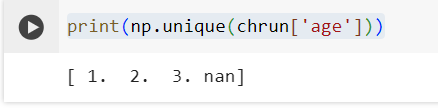 print(np.unique(chrun['age']))
[ 1.  2.  3. nan]